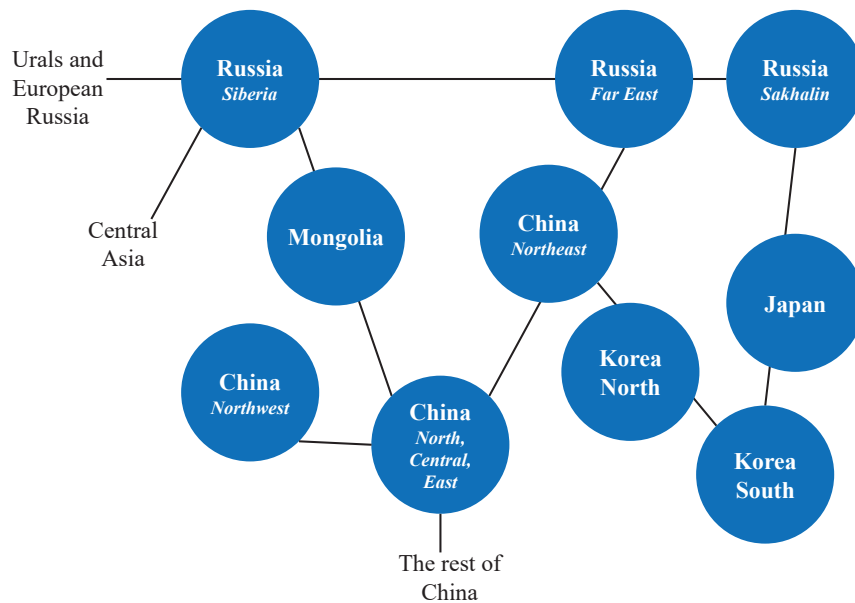 Urals and
European
Russia
Russia
Siberia
Russia
Far East
Russia
Sakhalin
Central
Asia
Mongolia
China
Northeast
Japan
China
Northwest
Korea
North
China
North,
Central,
East
Korea
South
The rest of
China